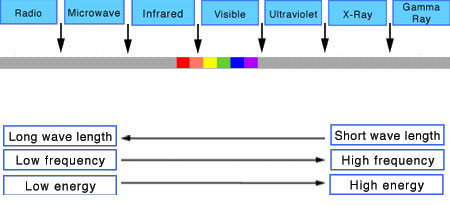 Radio Microwave Infrared Visible Ultraviolet X-Ray Gamma
Ray
Long wave length Short wave length
Low frequency High frequency
Low energy High energy